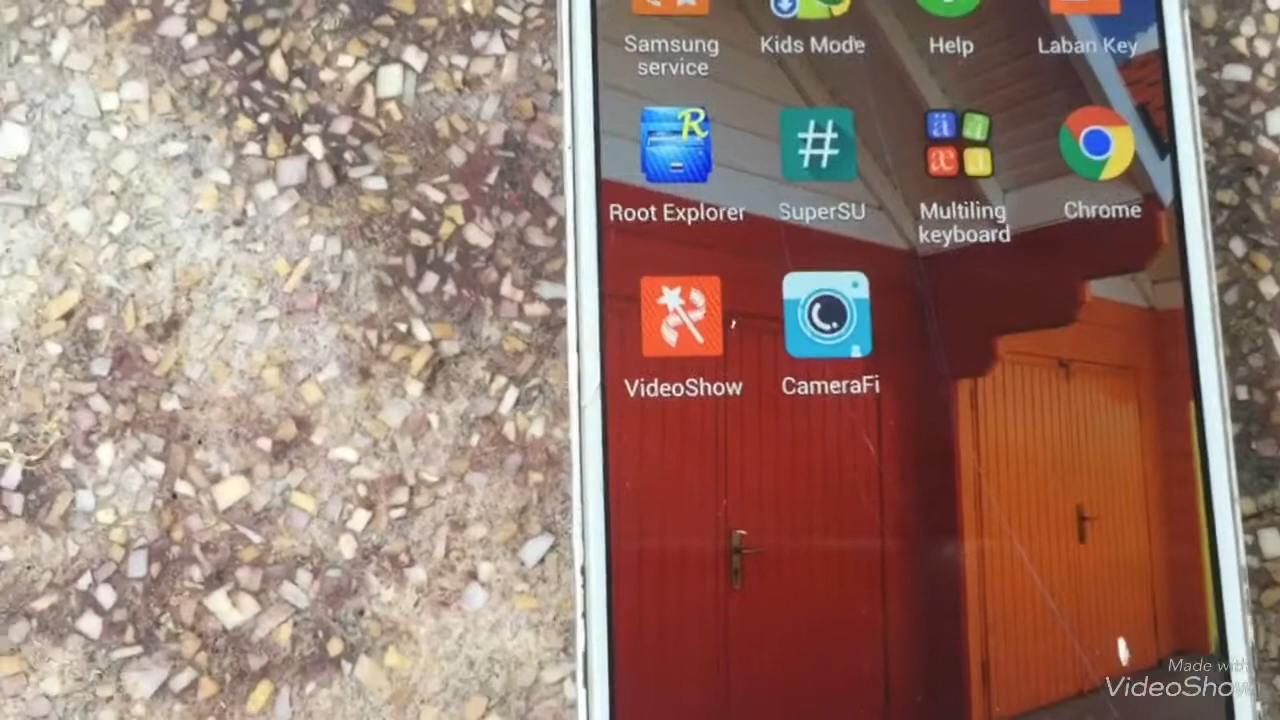 Samsung
service
Kids Mode
Help
Laban Key
R
#
Root Explorer
SuperSU
Multiling
keyboard
Chrome
VideoShow
CameraFi
Made with
VideoShow